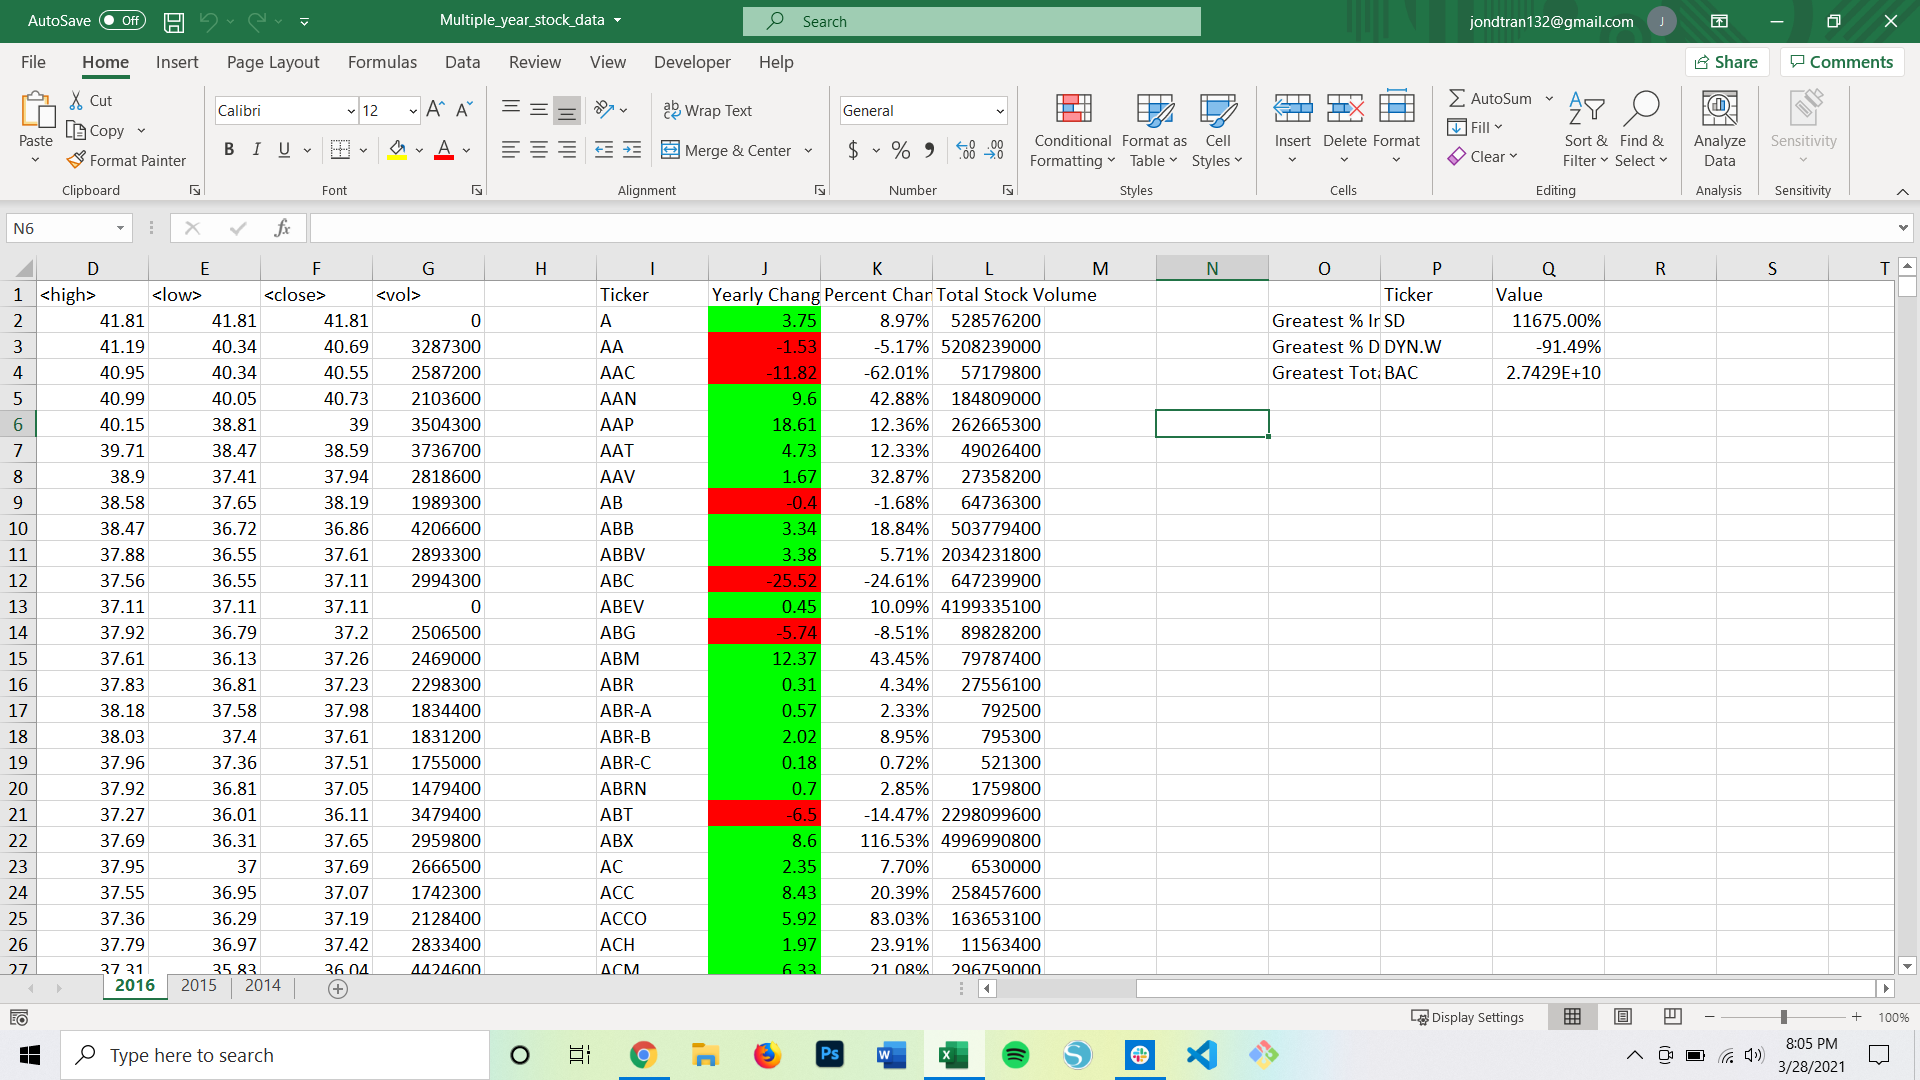 AutoSave Off Multiple_year_stock_data Search jondtran132@gmail.com J
File Home Insert Page Layout Formulas Data Review View Developer Help Share Comments
Paste Cut Copy Format Painter Clipboard
Calibri 12 B I U A Font
ab Wrap Text Merge & Center Alignment
General $ % Number
Conditional Formatting Format as Table Cell Styles Styles
Insert Delete Format Cells
AutoSum Fill Clear Sort & Filter Find & Select Editing
Analyze Data Analysis Sensitivity Sensitivity
N6 fx
D E F G H I J K L M N O P Q R S T
1 <high> <low> <close> <vol> Ticker Yearly Chang Percent Char Total Stock Volume Ticker Value
2 41.81 41.81 41.81 0 A 3.75 8.97% 528576200 Greatest % Ir SD 11675.00%
3 41.19 40.34 40.69 3287300 AA -1.53 -5.17% 5208239000 Greatest % D DYN.W -91.49%
4 40.95 40.34 40.55 2587200 AAC -11.82 -62.01% 57179800 Greatest Tota BAC 2.7429E+10
5 40.99 40.05 40.73 2103600 AAN 9.6 42.88% 184809000
6 40.15 38.81 39 3504300 AAP 18.61 12.36% 262665300
7 39.71 38.47 38.59 3736700 AAT 4.73 12.33% 49026400
8 38.9 37.41 37.94 2818600 AAV 1.67 32.87% 27358200
9 38.58 37.65 38.19 1989300 AB -0.4 -1.68% 64736300
10 38.47 36.72 36.86 4206600 ABB 3.34 18.84% 503779400
11 37.88 36.55 37.61 2893300 ABBV 3.38 5.71% 2034231800
12 37.56 36.55 37.11 2994300 ABC -25.52 -24.61% 647239900
13 37.11 37.11 37.11 0 ABEV 0.45 10.09% 4199335100
14 37.92 36.79 37.2 2506500 ABG -5.74 -8.51% 89828200
15 37.61 36.13 37.26 2469000 ABM 12.37 43.45% 79787400
16 37.83 36.81 37.23 2298300 ABR 0.31 4.34% 27556100
17 38.18 37.58 37.98 1834400 ABR-A 0.57 2.33% 792500
18 38.03 37.4 37.61 1831200 ABR-B 2.02 8.95% 795300
19 37.96 37.36 37.51 1755000 ABR-C 0.18 0.72% 521300
20 37.92 36.81 37.05 1479400 ABRN 0.7 2.85% 1759800
21 37.27 36.01 36.11 3479400 ABT -6.5 -14.47% 2298099600
22 37.69 36.31 37.65 2959800 ABX 8.6 116.53% 4996990800
23 37.95 37 37.69 2666500 AC 2.35 7.70% 6530000
24 37.55 36.95 37.07 1742300 ACC 8.43 20.39% 258457600
25 37.36 36.29 37.19 2128400 ACCO 5.92 83.03% 163653100
26 37.79 36.97 37.42 2833400 ACH 1.97 23.91% 11563400
27 37.31 35.83 36.04 4424600 ACM 6.33 21.08% 296759000
2016 2015 2014
Display Settings 100%
Type here to search Ps 8:05 PM
3/28/2021